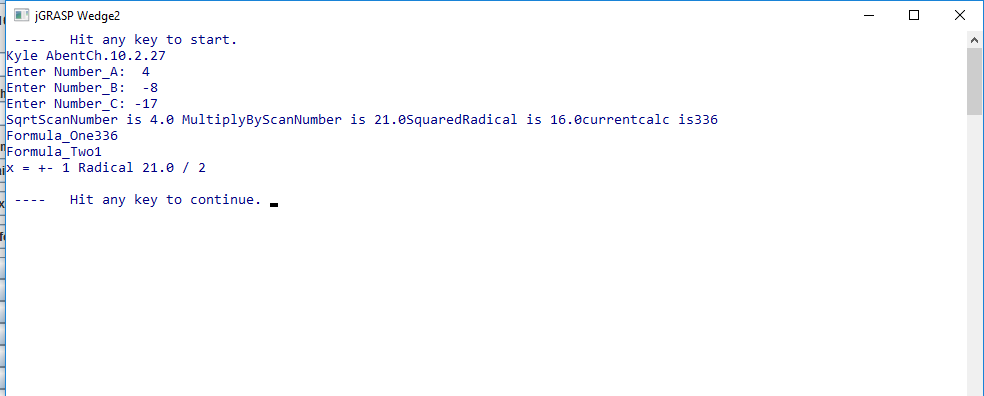 jGRASP Wedge2
----   Hit any key to start.
Kyle AbentCh.10.2.27
Enter Number_A:  4
Enter Number_B:  -8
Enter Number_C: -17
SqrtScanNumber is 4.0 MultiplyByScanNumber is 21.0SquaredRadical is 16.0currentcalc is336
Formula_One336
Formula_Two1
x = +- 1 Radical 21.0 / 2
----   Hit any key to continue.